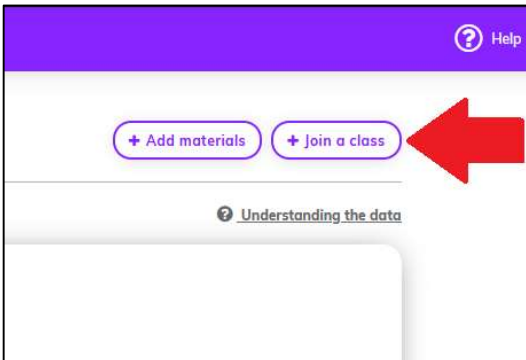 ? Help
+ Add materials + Join a class
? Understanding the data